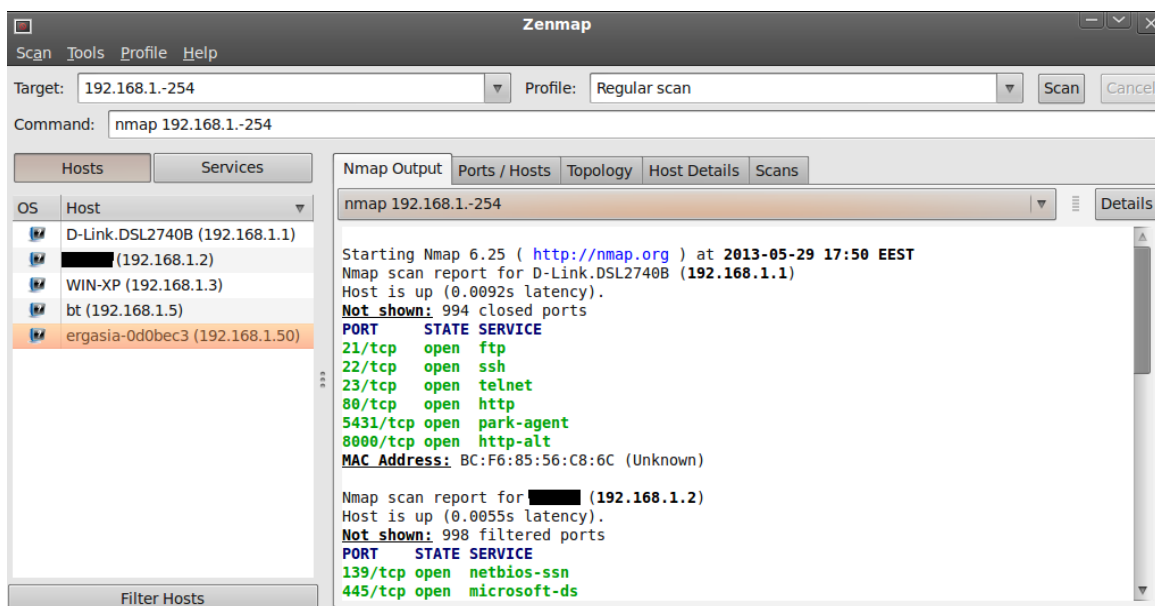 Zenmap
Scan Tools Profile Help
Target: 192.168.1.-254 Profile: Regular scan Scan Cancel
Command: nmap 192.168.1.-254
Hosts Services
OS Host
D-Link.DSL2740B (192.168.1.1)
(192.168.1.2)
WIN-XP (192.168.1.3)
bt (192.168.1.5)
ergasia-0d0bec3 (192.168.1.50)
Filter Hosts
Nmap Output Ports / Hosts Topology Host Details Scans
nmap 192.168.1.-254 Details
Starting Nmap 6.25 ( http://nmap.org ) at 2013-05-29 17:50 EEST
Nmap scan report for D-Link.DSL2740B (192.168.1.1)
Host is up (0.0092s latency).
Not shown: 994 closed ports
PORT STATE SERVICE
21/tcp open ftp
22/tcp open ssh
23/tcp open telnet
80/tcp open http
5431/tcp open park-agent
8000/tcp open http-alt
MAC Address: BC:F6:85:56:C8:6C (Unknown)
Nmap scan report for (192.168.1.2)
Host is up (0.0055s latency).
Not shown: 998 filtered ports
PORT STATE SERVICE
139/tcp open netbios-ssn
445/tcp open microsoft-ds